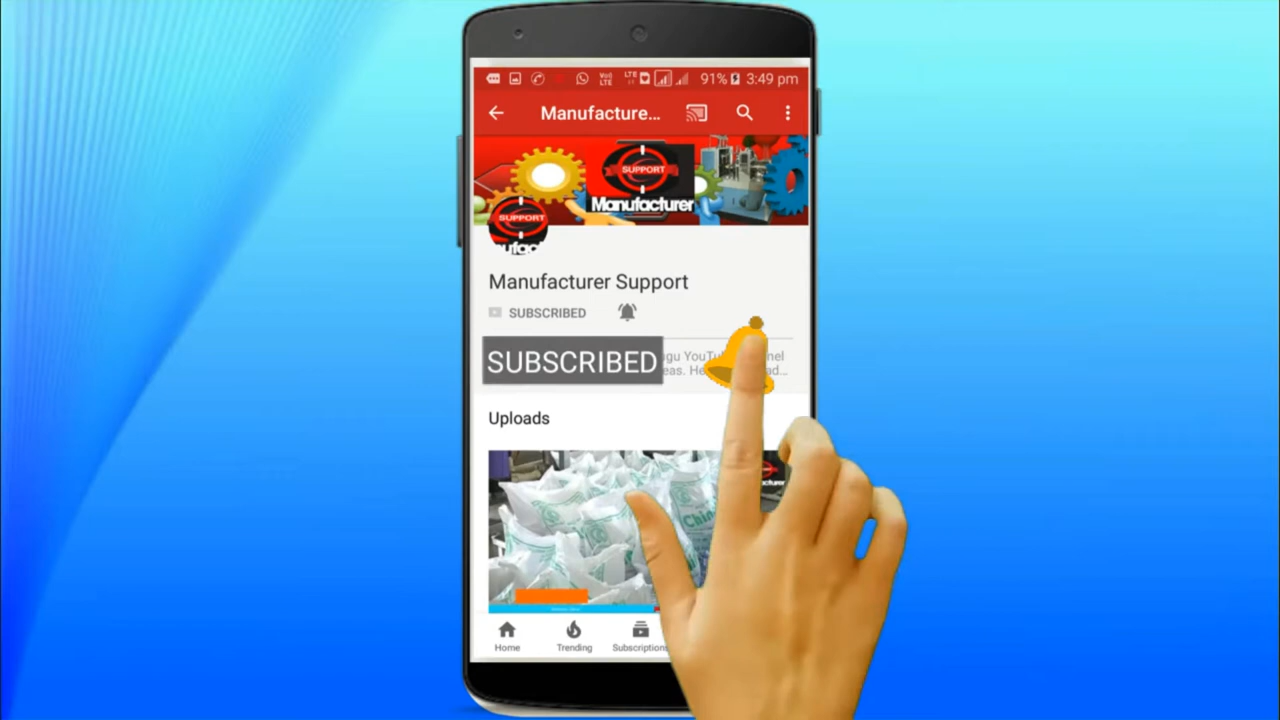 91% 3:49 pm
Manufacture...
SUPPORT
Manufacturer
SUPPORT
Manufacturer Support
SUBSCRIBED
SUBSCRIBED
Uploads
Home Trending Subscriptions